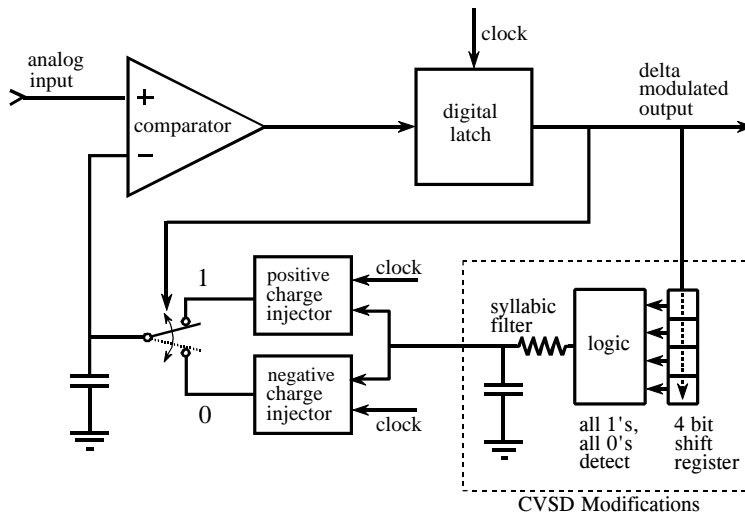 analog
input
+
comparator
−
clock
digital
latch
delta
modulated
output
1
positive
charge
injector
clock
0
negative
charge
injector
clock
syllabic
filter
logic
all 1's,
all 0's
detect
4 bit
shift
register
CVSD Modifications